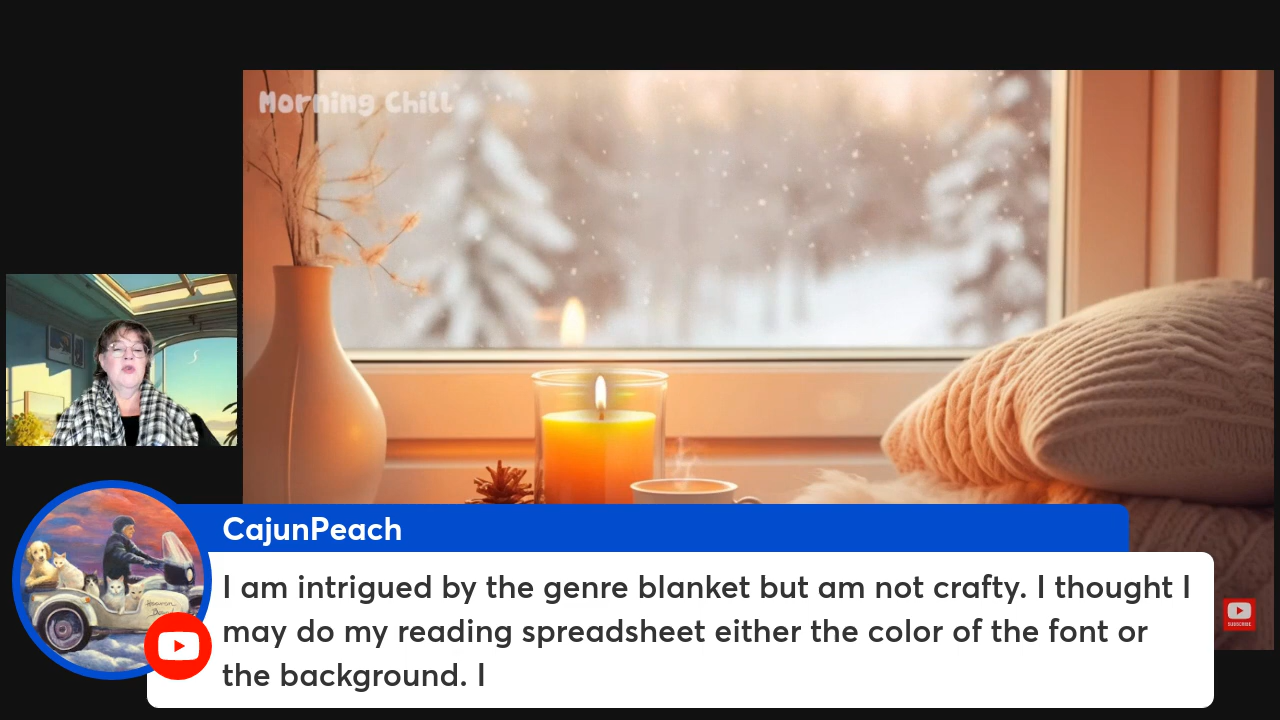 Morning Chill
SUBSCRIBE
CajunPeach
I am intrigued by the genre blanket but am not crafty. I thought I
may do my reading spreadsheet either the color of the font or
the background. I